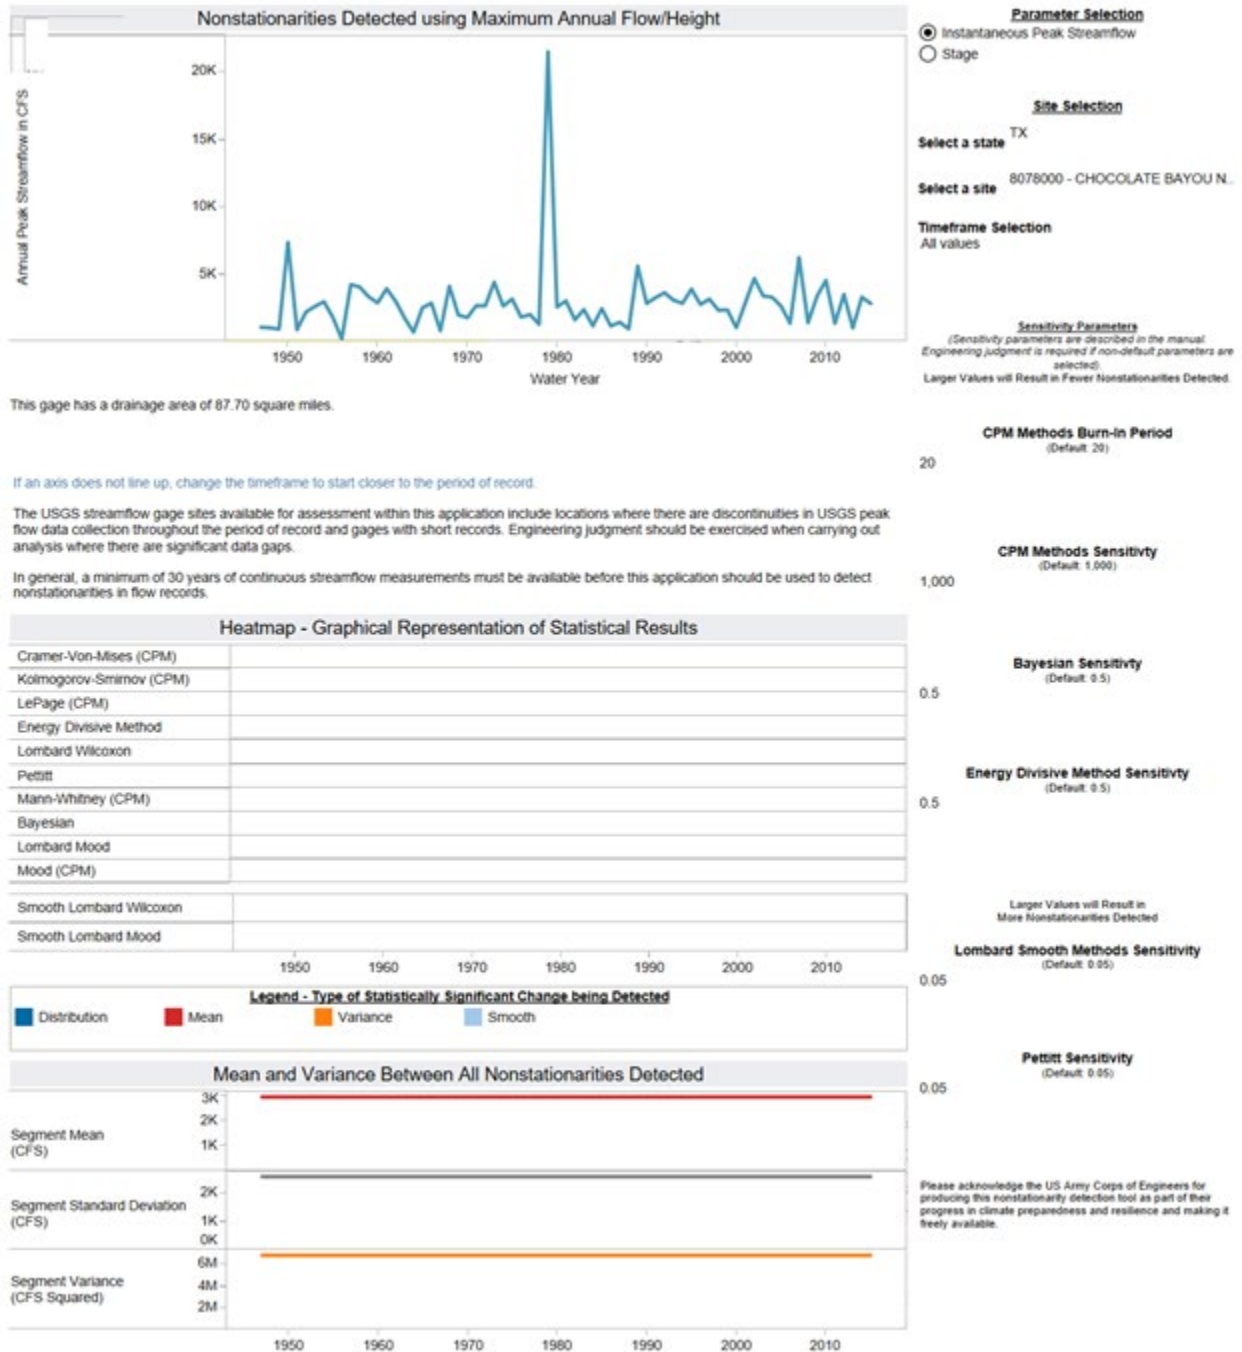 Nonstationarities Detected using Maximum Annual Flow/Height
Annual Peak Streamflow in CFS
20K
15K
10K
5K
1950 1960 1970 1980 1990 2000 2010
Water Year
This gage has a drainage area of 87.70 square miles.
If an axis does not line up, change the timeframe to start closer to the period of record.
The USGS streamflow gage sites available for assessment within this application include locations where there are discontinuities in USGS peak
flow data collection throughout the period of record and gages with short records. Engineering judgment should be exercised when carrying out
analysis where there are significant data gaps.
In general, a minimum of 30 years of continuous streamflow measurements must be available before this application should be used to detect
nonstationarities in flow records.
Heatmap - Graphical Representation of Statistical Results
Cramer-Von-Mises (CPM)
Kolmogorov-Smirnov (CPM)
LePage (CPM)
Energy Divisive Method
Lombard Wilcoxon
Pettitt
Mann-Whitney (CPM)
Bayesian
Lombard Mood
Mood (CPM)
Smooth Lombard Wilcoxon
Smooth Lombard Mood
1950 1960 1970 1980 1990 2000 2010
Legend - Type of Statistically Significant Change being Detected
Distribution Mean Variance Smooth
Mean and Variance Between All Nonstationarities Detected
Segment Mean
(CFS)
3K
2K
1K
Segment Standard Deviation
(CFS)
2K
1K
0K
Segment Variance
(CFS Squared)
6M
4M
2M
1950 1960 1970 1980 1990 2000 2010
Parameter Selection
Instantaneous Peak Streamflow
Stage
Site Selection
Select a state TX
Select a site 8078000 - CHOCOLATE BAYOU N..
Timeframe Selection
All values
Sensitivity Parameters
(Sensitivity parameters are described in the manual.
Engineering judgment is required if non-default parameters are
selected).
Larger Values will Result in Fewer Nonstationarities Detected.
CPM Methods Burn-In Period
(Default: 20)
20
CPM Methods Sensitivty
(Default: 1,000)
1,000
Bayesian Sensitivty
(Default: 0.5)
0.5
Energy Divisive Method Sensitivty
(Default: 0.5)
0.5
Larger Values will Result in
More Nonstationarities Detected
Lombard Smooth Methods Sensitivity
(Default: 0.05)
0.05
Pettitt Sensitivity
(Default: 0.05)
0.05
Please acknowledge the US Army Corps of Engineers for
producing this nonstationarity detection tool as part of their
progress in climate preparedness and resilience and making it
freely available.